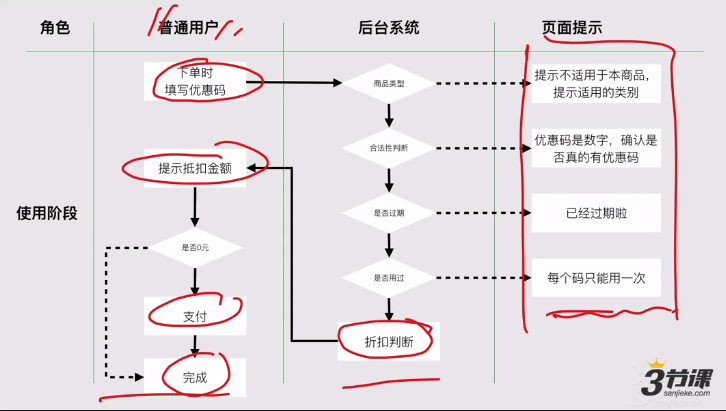 角色
普通用户
后台系统
页面提示
下单时
填写优惠码
商品类型
提示不适用于本商品，
提示适用的类别
合法性判断
优惠码是数字，确认是
否真的有优惠码
提示抵扣金额
使用阶段
是否过期
已经过期啦
是否0元
是否用过
每个码只能用一次
支付
折扣判断
完成
3节课
sanjieke.com